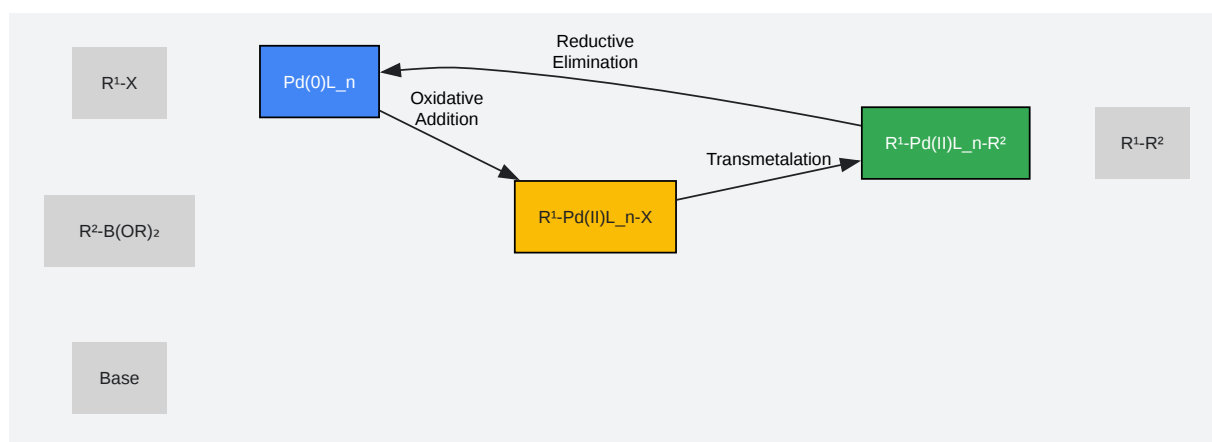 R¹-X
R²-B(OR)₂
Base
Pd(0)L_n
Oxidative
Addition
R¹-Pd(II)L_n-X
Transmetalation
R¹-Pd(II)L_n-R²
Reductive
Elimination
R¹-R²